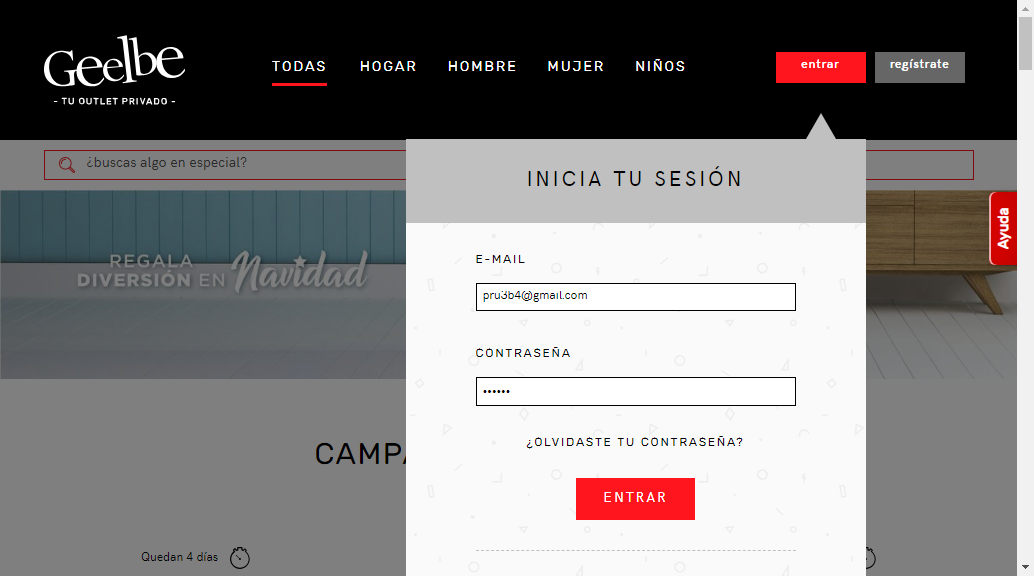 Geelbe
- TU OUTLET PRIVADO -
TODAS HOGAR HOMBRE MUJER NIÑOS
entrar regístrate
¿buscas algo en especial?
INICIA TU SESIÓN
Ayuda
REGALA
DIVERSIÓN EN Navidad
E-MAIL
pru3b4@gmail.com
CONTRASEÑA
••••••
¿OLVIDASTE TU CONTRASEÑA?
CAMPA
ENTRAR
Quedan 4 días